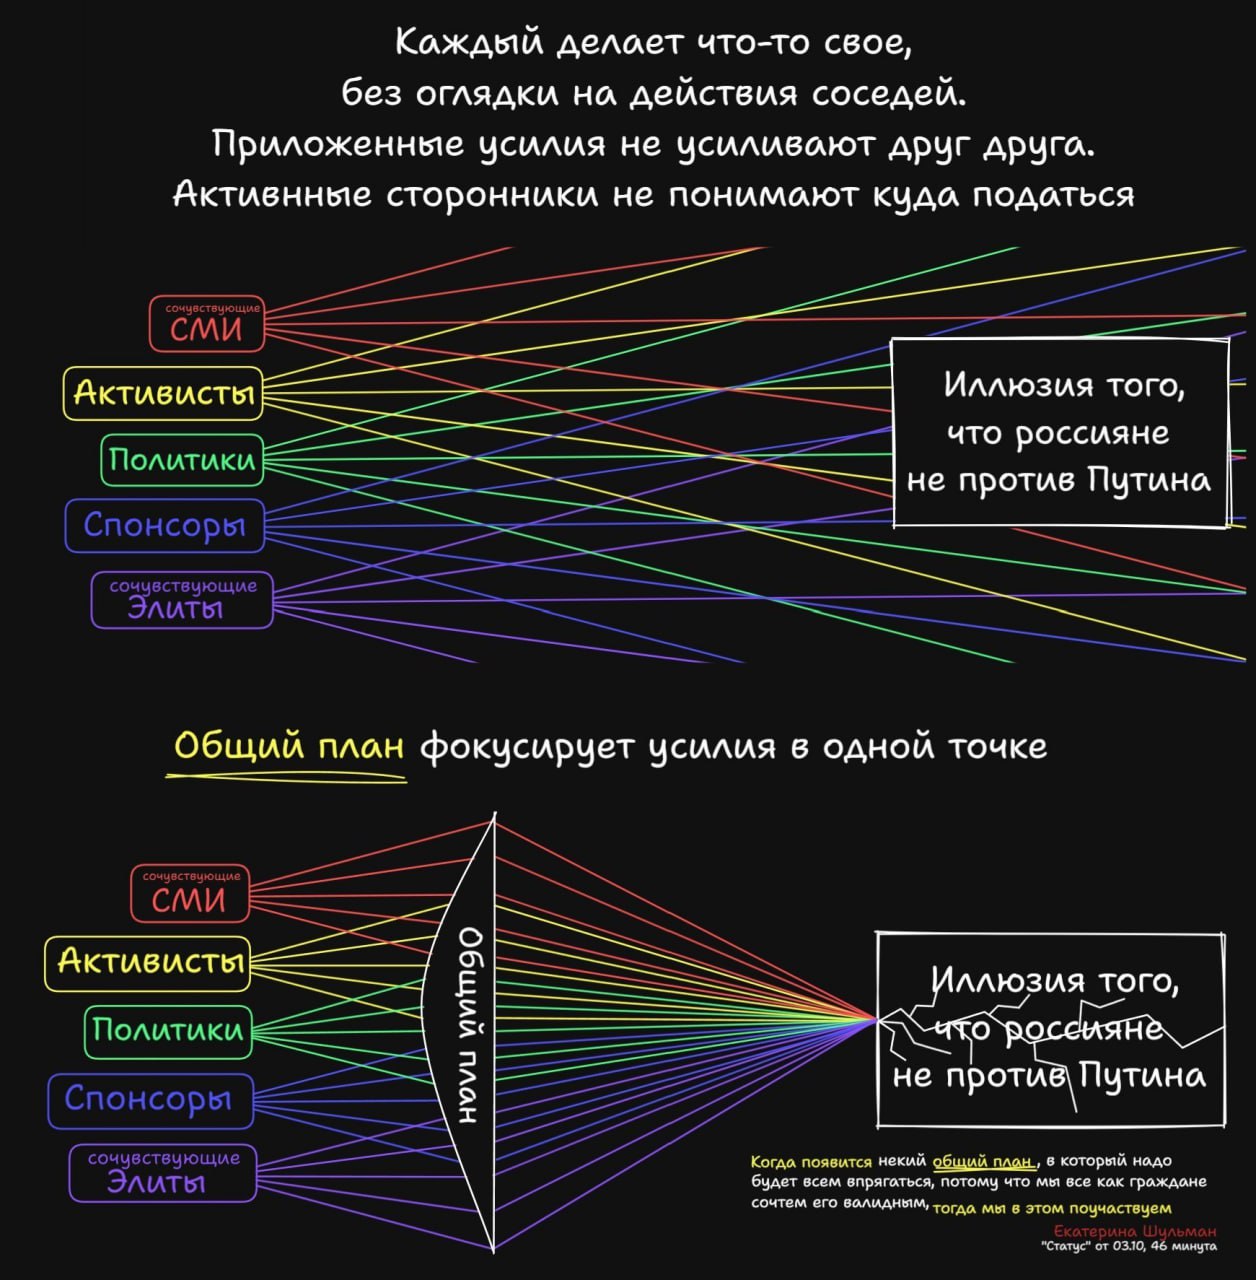 Каждый делает что-то свое,
без оглядки на действия соседей.
Приложенные усилия не усиливают друг друга.
Активнные сторонники не понимают куда податься
сочувствующие
СМИ
Активисты
Политики
Спонсоры
сочувствующие
Элиты
Иллюзия того,
что россияне
не против Путина
Общий план фокусирует усилия в одной точке
сочувствующие
СМИ
Активисты
Политики
Спонсоры
сочувствующие
Элиты
Общий план
Иллюзия того,
что россияне
не против Путина
Когда появится некий общий план, в который надо
будет всем впрягаться, потому что мы все как граждане
сочтем его валидным, тогда мы в этом поучаствуем
Екатерина Шульман
"Статус" от 03.10, 46 минута